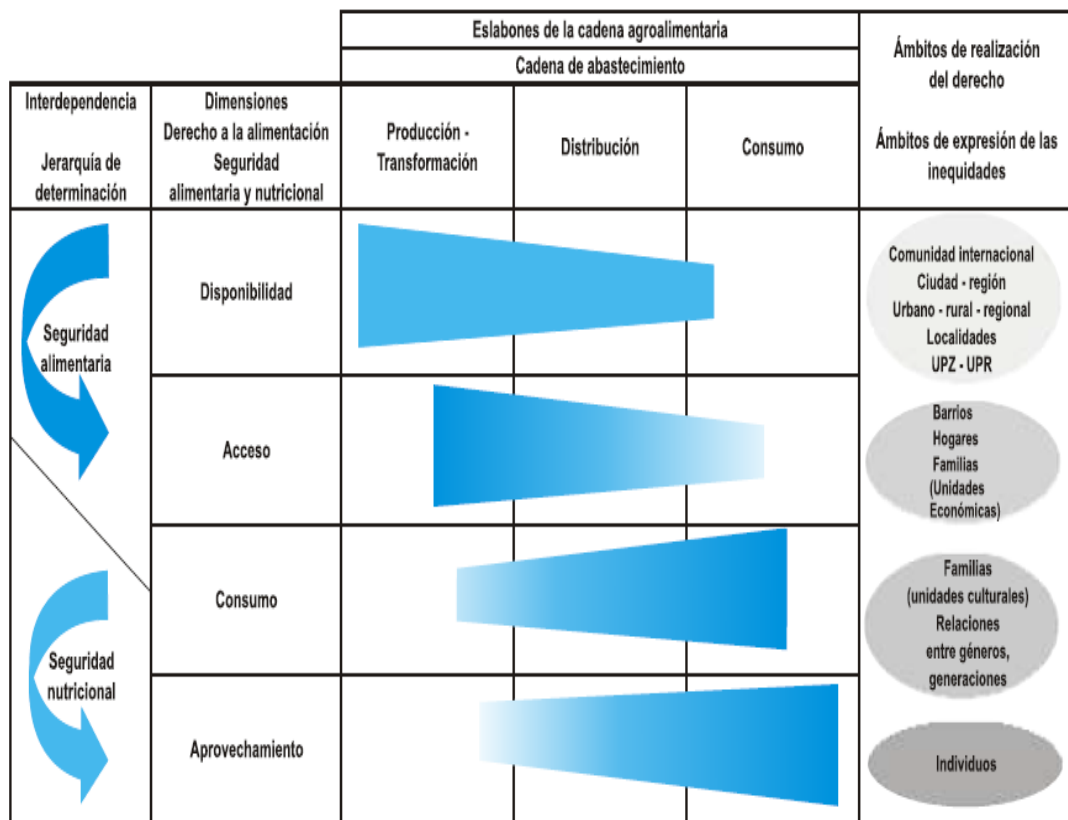 Eslabones de la cadena agroalimentaria
Cadena de abastecimiento
Ámbitos de realización
del derecho
Ámbitos de expresión de las
inequidades
Interdependencia
Jerarquía de
determinación
Dimensiones
Derecho a la alimentación
Seguridad
alimentaria y nutricional
Producción -
Transformación
Distribución
Consumo
Seguridad
alimentaria
Disponibilidad
Comunidad internacional
Ciudad - región
Urbano - rural - regional
Localidades
UPZ - UPR
Acceso
Barrios
Hogares
Familias
(Unidades
Económicas)
Seguridad
nutricional
Consumo
Familias
(unidades culturales)
Relaciones
entre géneros,
generaciones
Aprovechamiento
Individuos